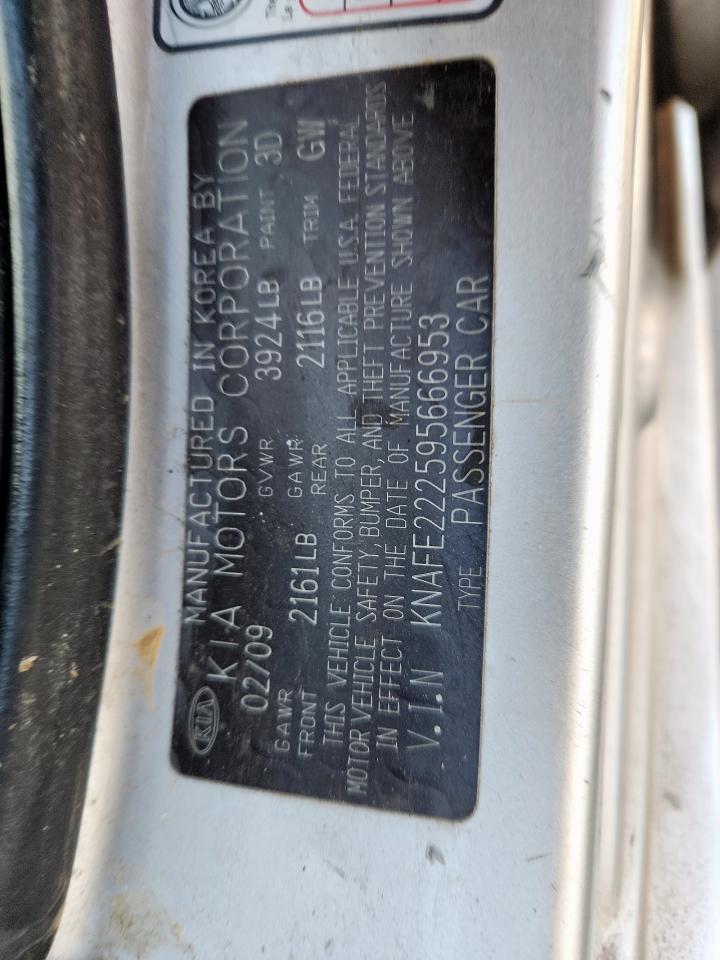 KIA
MANUFACTURED IN KOREA BY
KIA MOTORS CORPORATION
02/09 GVWR 3924LB PAINT 3D
GAWR FRONT 2161LB GAWR REAR 2116LB TRIM GW
THIS VEHICLE CONFORMS TO ALL APPLICABLE U.S.A. FEDERAL
MOTOR VEHICLE SAFETY, BUMPER, AND THEFT PREVENTION STANDARDS
IN EFFECT ON THE DATE OF MANUFACTURE SHOWN ABOVE
V.I.N KNAFE222595666953
TYPE PASSENGER CAR